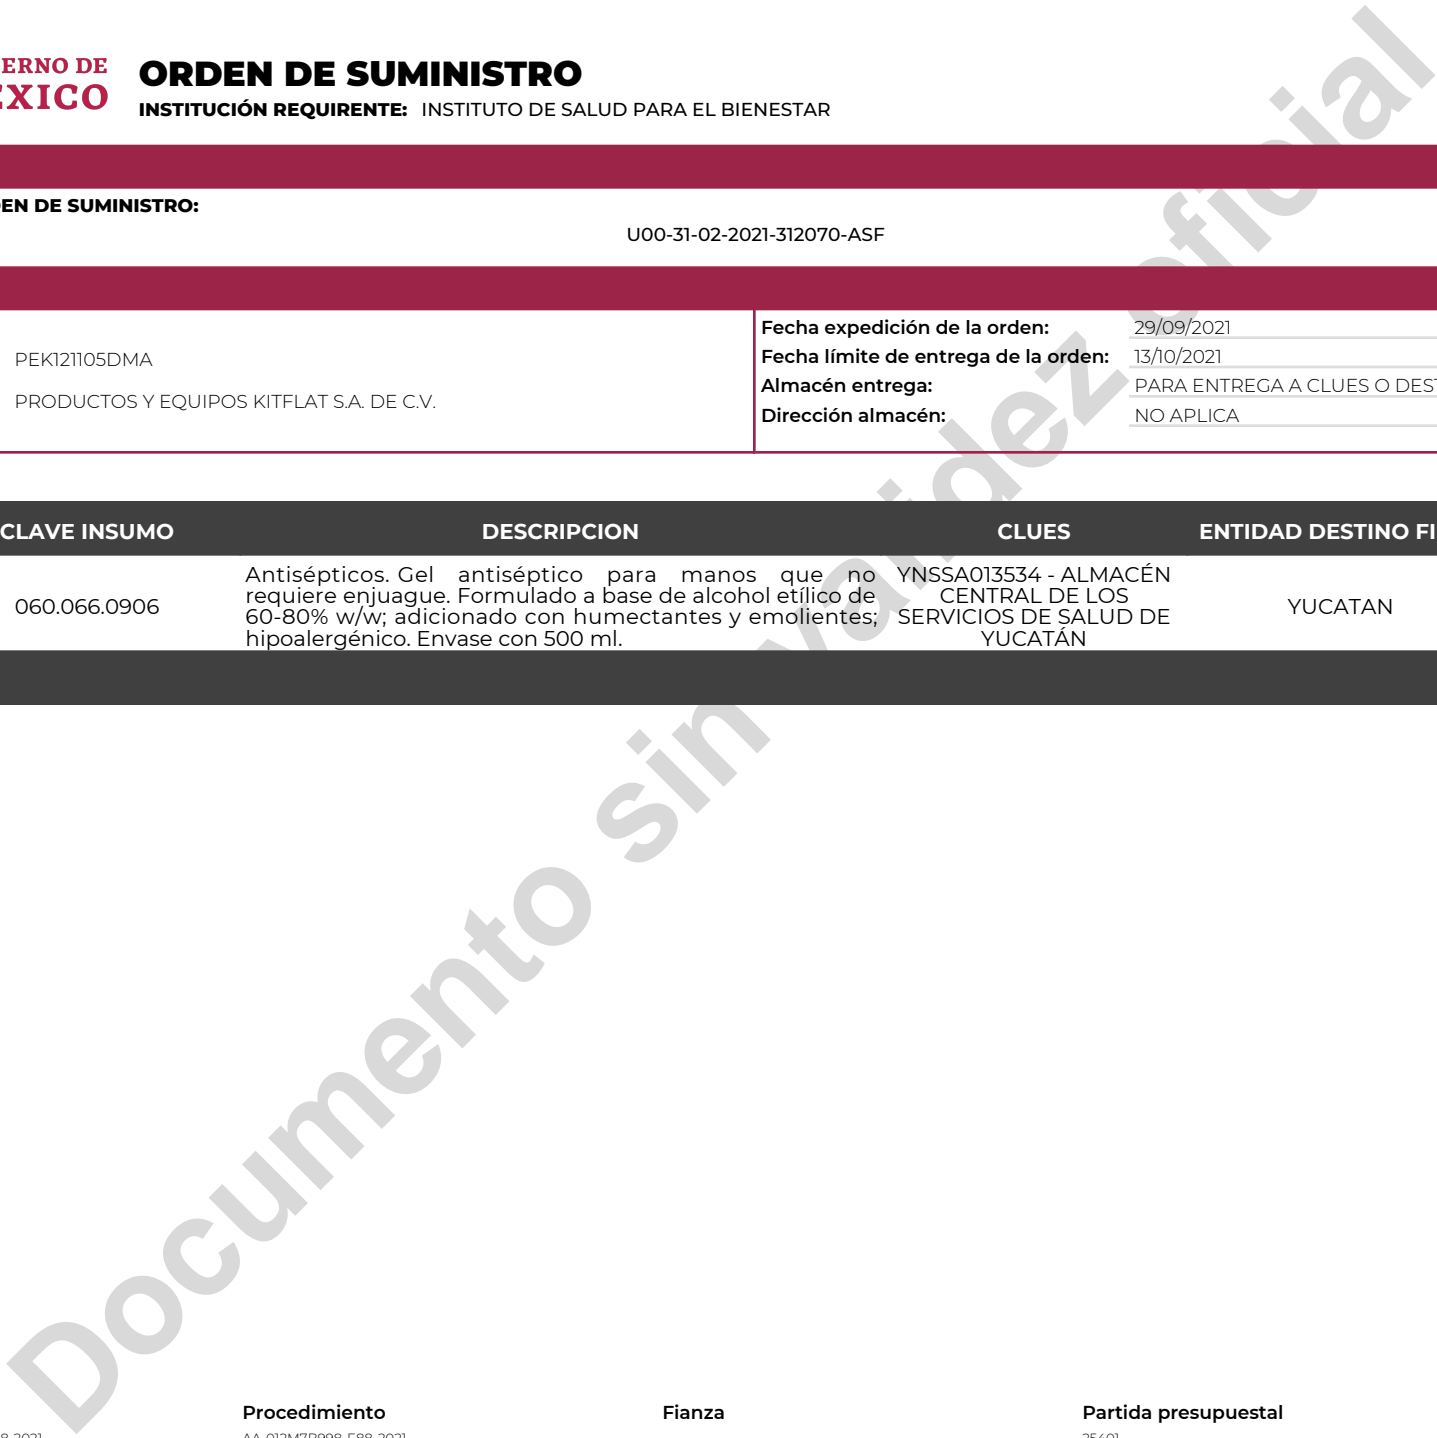 ERNO DE
ÉXICO
ORDEN DE SUMINISTRO
INSTITUCIÓN REQUIRENTE: INSTITUTO DE SALUD PARA EL BIENESTAR
EN DE SUMINISTRO:
U00-31-02-2021-312070-ASF
PEK121105DMA
PRODUCTOS Y EQUIPOS KITFLAT S.A. DE C.V.
Fecha expedición de la orden: 29/09/2021
Fecha límite de entrega de la orden: 13/10/2021
Almacén entrega: PARA ENTREGA A CLUES O DEST
Dirección almacén: NO APLICA
CLAVE INSUMO DESCRIPCION CLUES ENTIDAD DESTINO FI
060.066.0906
Antisépticos. Gel antiséptico para manos que no
requiere enjuague. Formulado a base de alcohol etílico de
60-80% w/w; adicionado con humectantes y emolientes;
hipoalergénico. Envase con 500 ml.
YNSSA013534 - ALMACÉN
CENTRAL DE LOS
SERVICIOS DE SALUD DE
YUCATÁN
YUCATAN
Documento sin validez oficial
Procedimiento Fianza Partida presupuestal